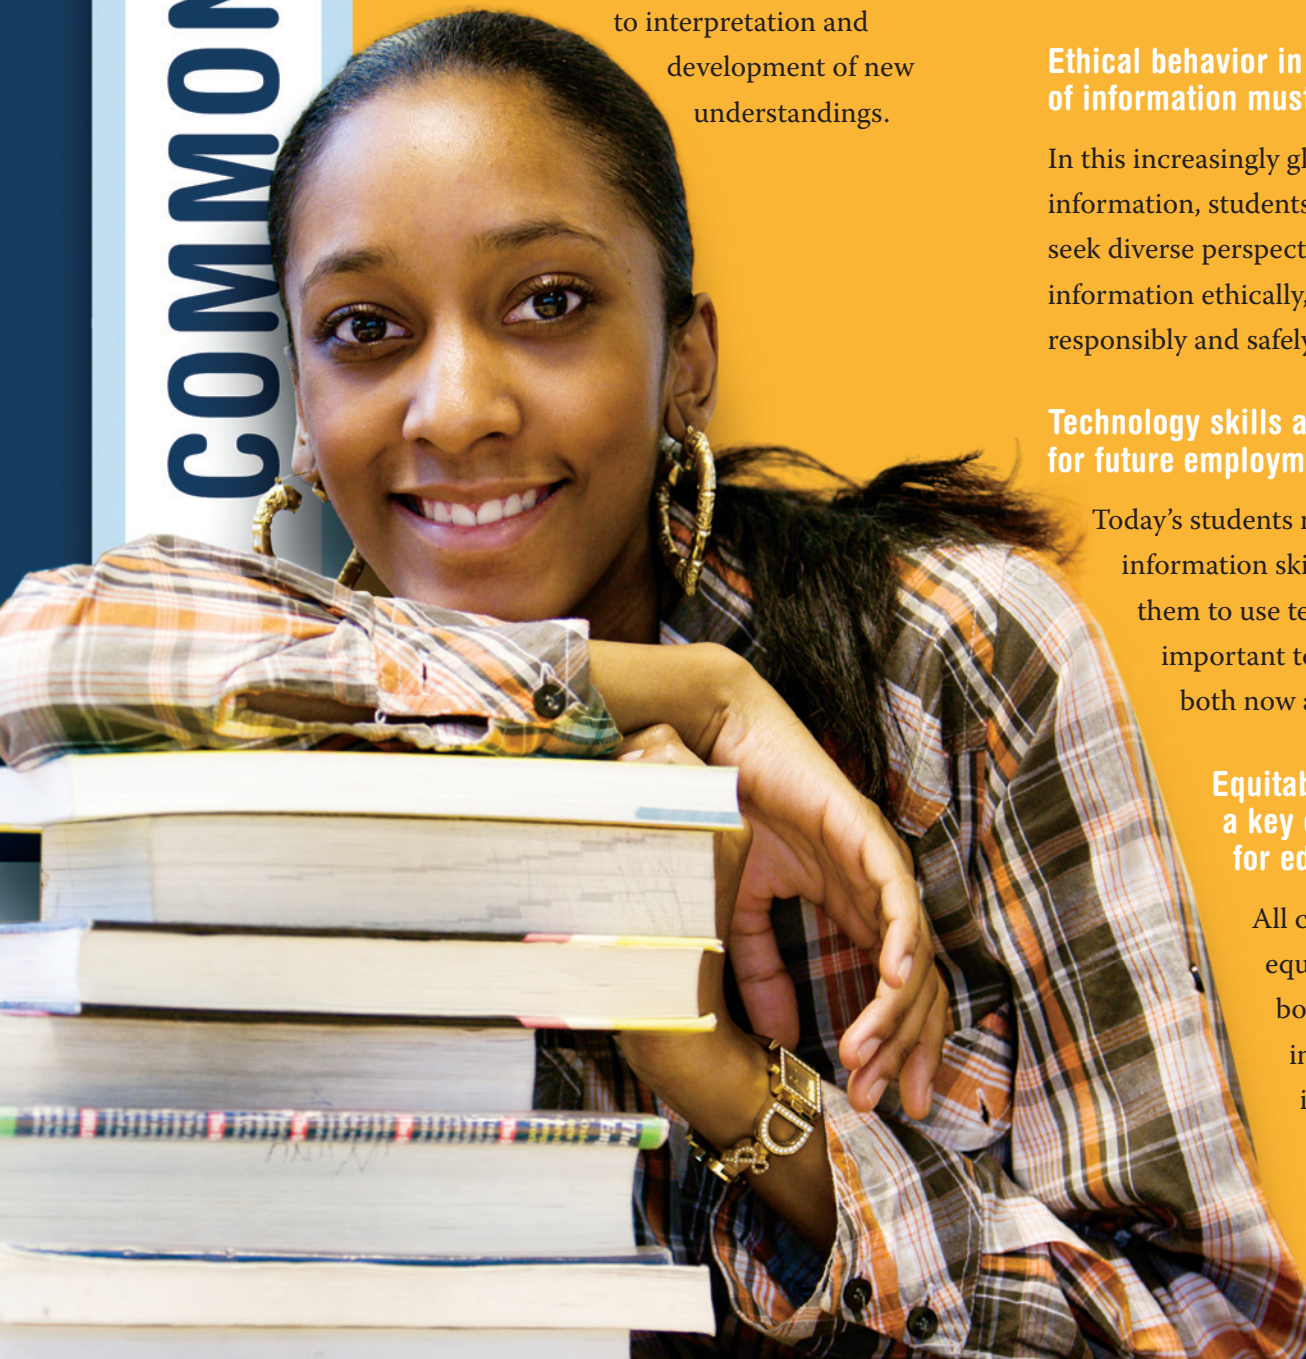 COMMON
to interpretation and
development of new
understandings.
Ethical behavior in
of information must
In this increasingly gl
information, students
seek diverse perspect
information ethically,
responsibly and safely
Technology skills a
for future employm
Today’s students
information ski
them to use te
important to
both now a
Equitab
a key
for ed
All c
equ
bo
in
i